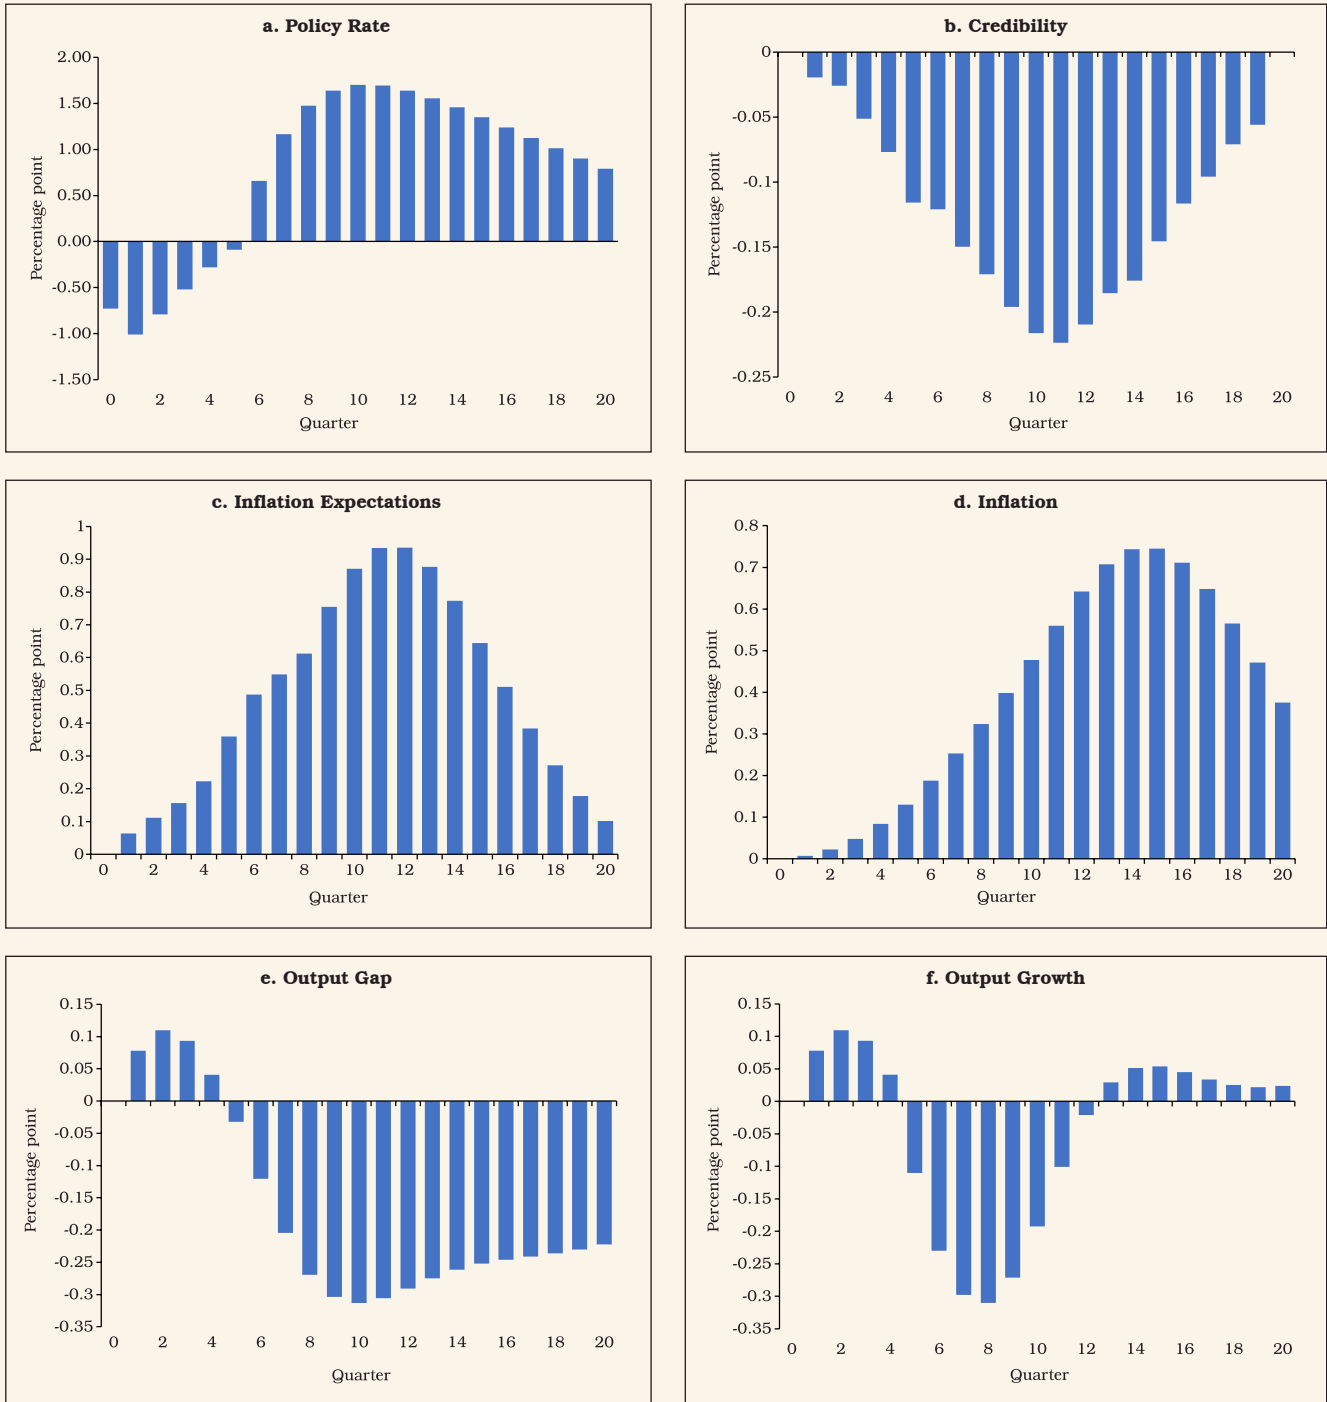 a. Policy Rate
Percentage point
2.00
1.50
1.00
0.50
0.00
-0.50
-1.00
-1.50
0 2 4 6 8 10 12 14 16 18 20
Quarter
b. Credibility
Percentage point
0
-0.05
-0.1
-0.15
-0.2
-0.25
0 2 4 6 8 10 12 14 16 18 20
Quarter
c. Inflation Expectations
Percentage point
1
0.9
0.8
0.7
0.6
0.5
0.4
0.3
0.2
0.1
0
0 2 4 6 8 10 12 14 16 18 20
Quarter
d. Inflation
Percentage point
0.8
0.7
0.6
0.5
0.4
0.3
0.2
0.1
0
0 2 4 6 8 10 12 14 16 18 20
Quarter
e. Output Gap
Percentage point
0.15
0.1
0.05
0
-0.05
-0.1
-0.15
-0.2
-0.25
-0.3
-0.35
0 2 4 6 8 10 12 14 16 18 20
Quarter
f. Output Growth
Percentage point
0.15
0.1
0.05
0
-0.05
-0.1
-0.15
-0.2
-0.25
-0.3
-0.35
0 2 4 6 8 10 12 14 16 18 20
Quarter